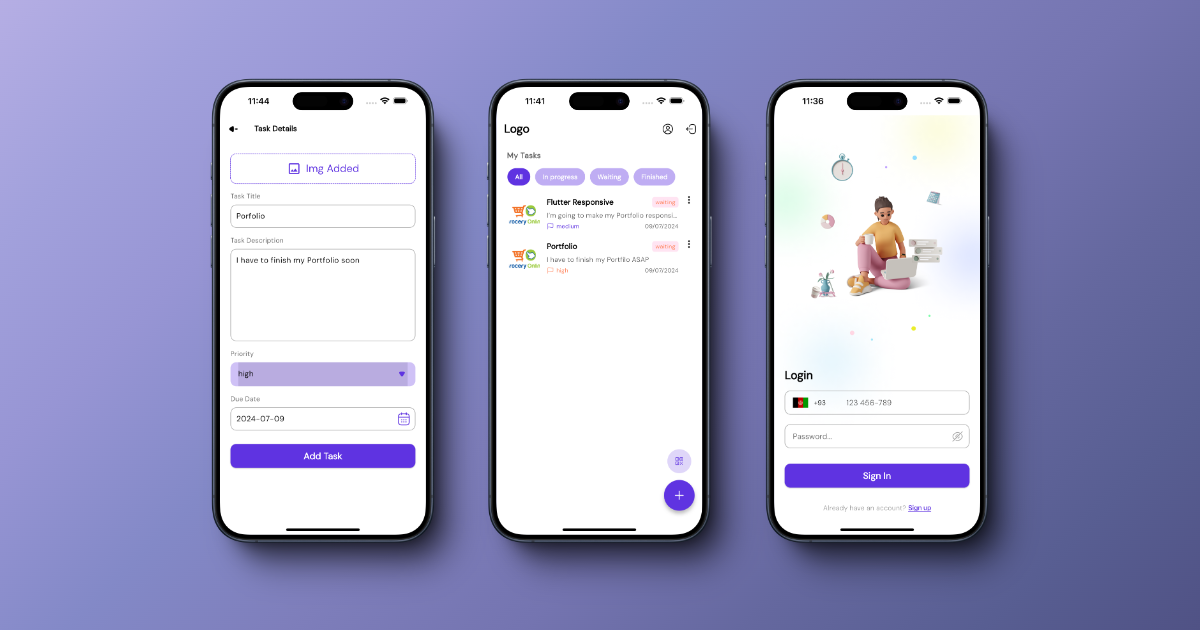 11:44
Task Details
Img Added
Task Title
Porfolio
Task Description
I have to finish my Portfolio soon
Priority
high
Due Date
2024-07-09
Add Task
11:41
Logo
My Tasks
All
In progress
Waiting
Finished
Flutter Responsive
waiting
I'm going to make my Portfolio responsi...
medium
09/07/2024
Portfolio
waiting
I have to finish my Portfilo ASAP
high
09/07/2024
11:36
Login
+93
123 456-789
Password...
Sign In
Already have an account? Sign up